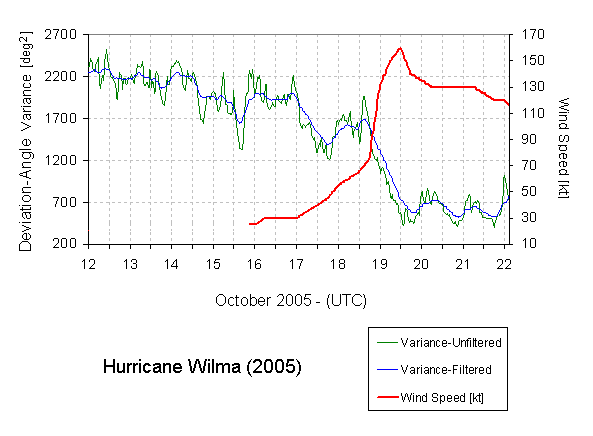 Deviation-Angle Variance [deg2]
2700
2200
1700
1200
700
200
170
150
130
110
90
70
50
30
10
Wind Speed [kt]
12 13 14 15 16 17 18 19 20 21 22
October 2005 - (UTC)
Hurricane Wilma (2005)
Variance-Unfiltered
Variance-Filtered
Wind Speed [kt]